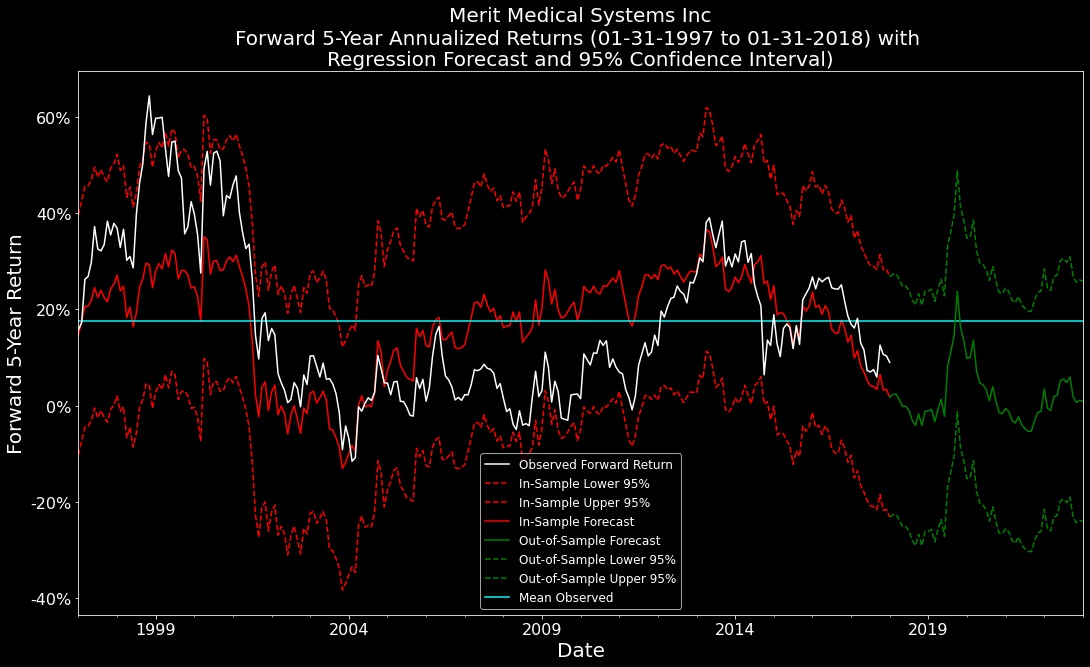 Merit Medical Systems Inc
Forward 5-Year Annualized Returns (01-31-1997 to 01-31-2018) with
Regression Forecast and 95% Confidence Interval)
Forward 5-Year Return
60%
40%
20%
0%
-20%
-40%
Observed Forward Return
In-Sample Lower 95%
In-Sample Upper 95%
In-Sample Forecast
Out-of-Sample Forecast
Out-of-Sample Lower 95%
Out-of-Sample Upper 95%
Mean Observed
1999 2004 2009 2014 2019
Date